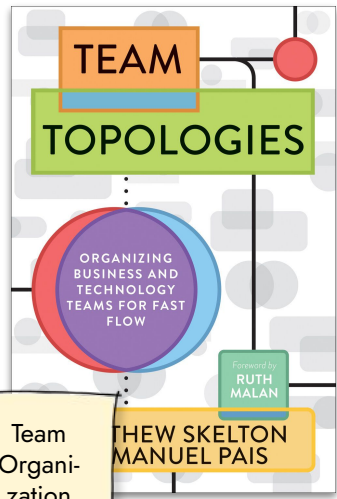 TEAM
TOPOLOGIES
ORGANIZING
BUSINESS AND
TECHNOLOGY
TEAMS FOR FAST
FLOW
Foreword by
RUTH
MALAN
THEW SKELTON
MANUEL PAIS
Team
Organi-
zation